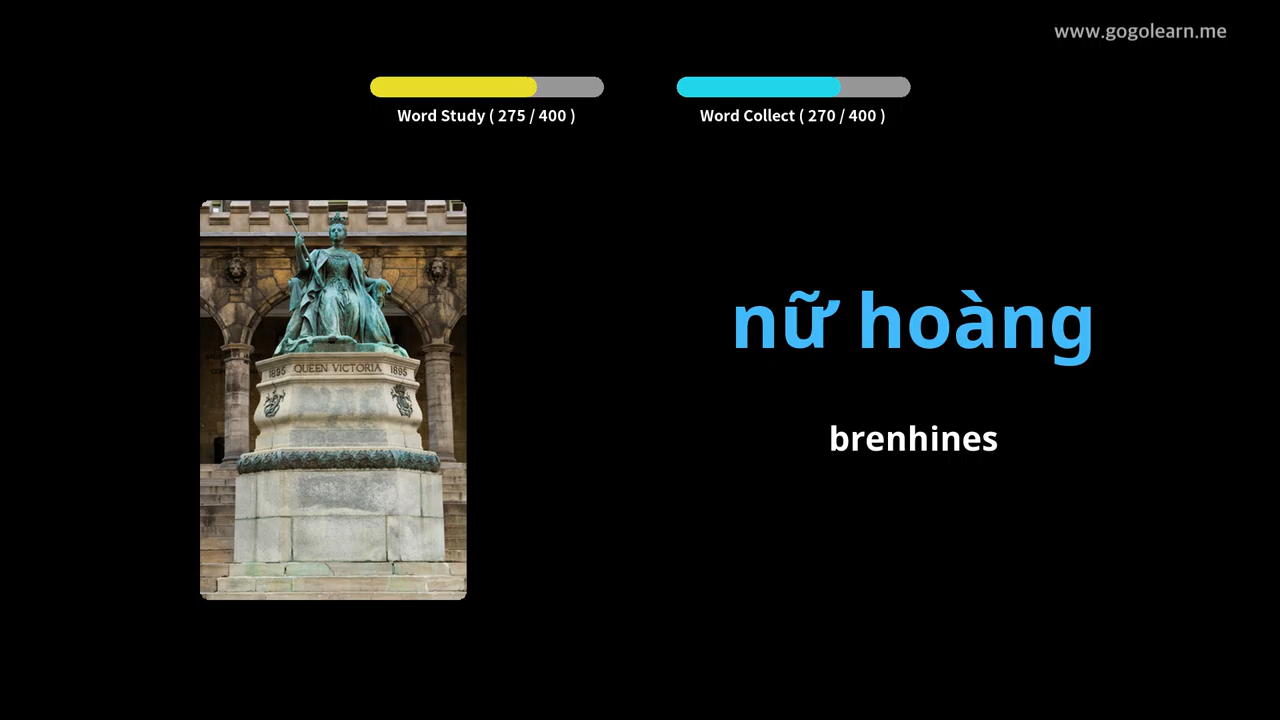 www.gogolearn.me
Word Study ( 275 / 400 )
Word Collect ( 270 / 400 )
1895 QUEEN VICTORIA 1895
nữ hoàng
brenhines